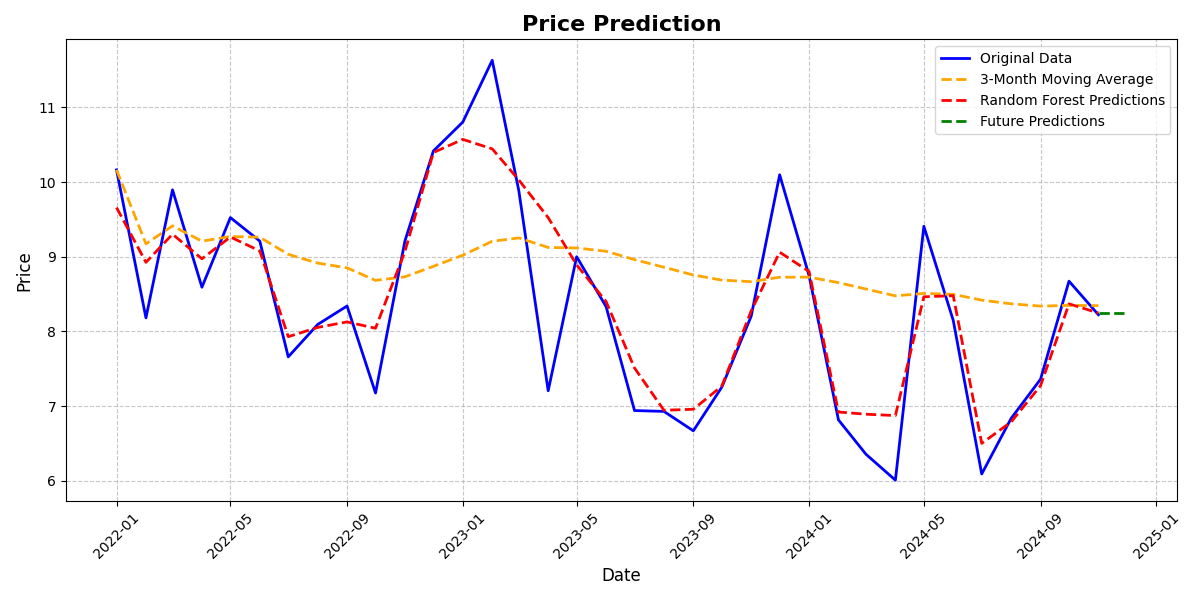 Price Prediction
Original Data
3-Month Moving Average
Random Forest Predictions
Future Predictions
Price
11
10
9
8
7
6
2022-01
2022-05
2022-09
2023-01
2023-05
2023-09
2024-01
2024-05
2024-09
2025-01
Date